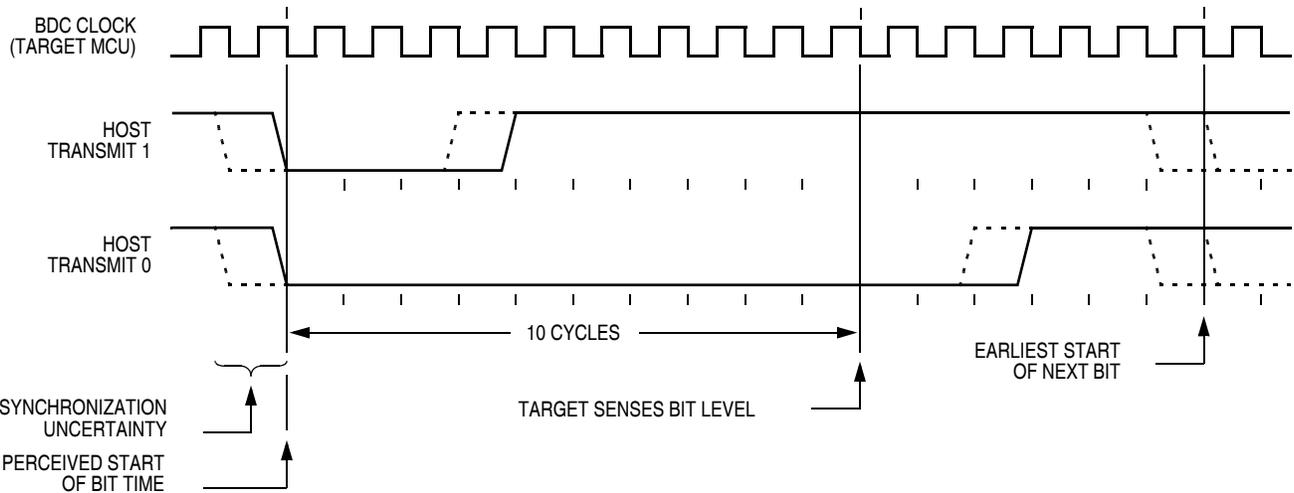 BDC CLOCK
(TARGET MCU)
HOST
TRANSMIT 1
HOST
TRANSMIT 0
10 CYCLES
EARLIEST START
OF NEXT BIT
SYNCHRONIZATION
UNCERTAINTY
TARGET SENSES BIT LEVEL
PERCEIVED START
OF BIT TIME